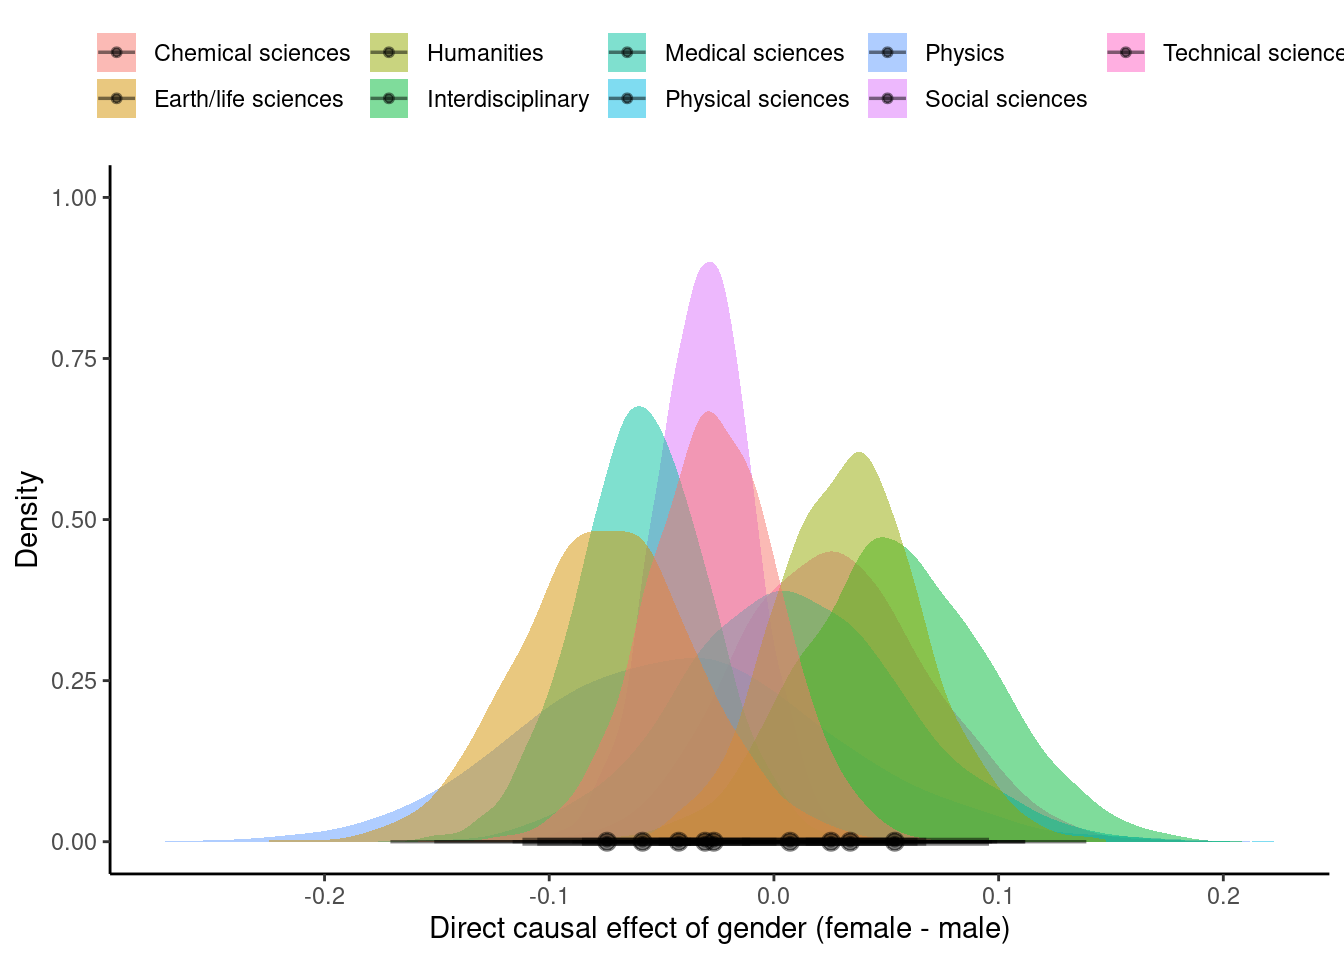 Chemical sciences Humanities Medical sciences Physics Technical science
Earth/life sciences Interdisciplinary Physical sciences Social sciences
1.00
0.75
0.50
0.25
0.00
Density
-0.2 -0.1 0.0 0.1 0.2
Direct causal effect of gender (female - male)